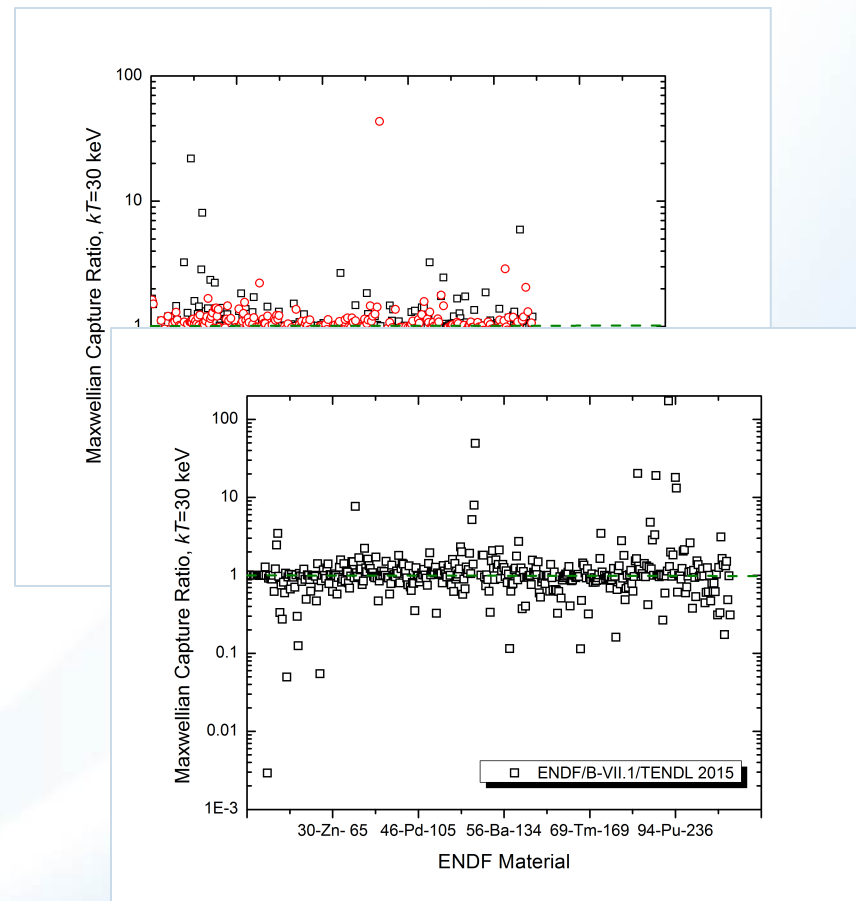 100
10
1
Maxwellian Capture Ratio, kT=30 keV
100
10
1
0.1
0.01
1E-3
Maxwellian Capture Ratio, kT=30 keV
ENDF/B-VII.1/TENDL 2015
30-Zn- 65 46-Pd-105 56-Ba-134 69-Tm-169 94-Pu-236
ENDF Material